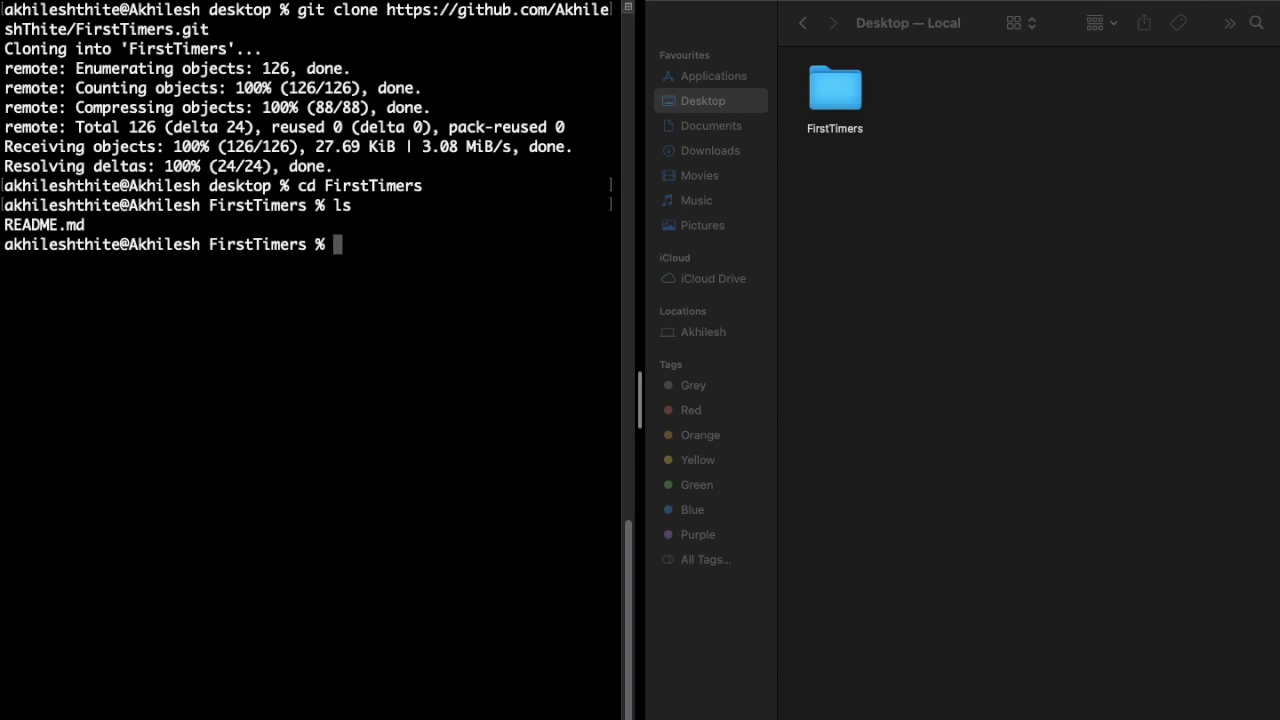 akhileshthite@Akhilesh desktop % git clone https://github.com/Akhile
shThite/FirstTimers.git
Cloning into 'FirstTimers'...
remote: Enumerating objects: 126, done.
remote: Counting objects: 100% (126/126), done.
remote: Compressing objects: 100% (88/88), done.
remote: Total 126 (delta 24), reused 0 (delta 0), pack-reused 0
Receiving objects: 100% (126/126), 27.69 KiB | 3.08 MiB/s, done.
Resolving deltas: 100% (24/24), done.
[akhileshthite@Akhilesh desktop % cd FirstTimers ]
[akhileshthite@Akhilesh FirstTimers % ls ]
README.md
akhileshthite@Akhilesh FirstTimers %
Favourites
Applications
Desktop
Documents
Downloads
Movies
Music
Pictures
iCloud
iCloud Drive
Locations
Akhilesh
Tags
Grey
Red
Orange
Yellow
Green
Blue
Purple
All Tags...
Desktop — Local
FirstTimers